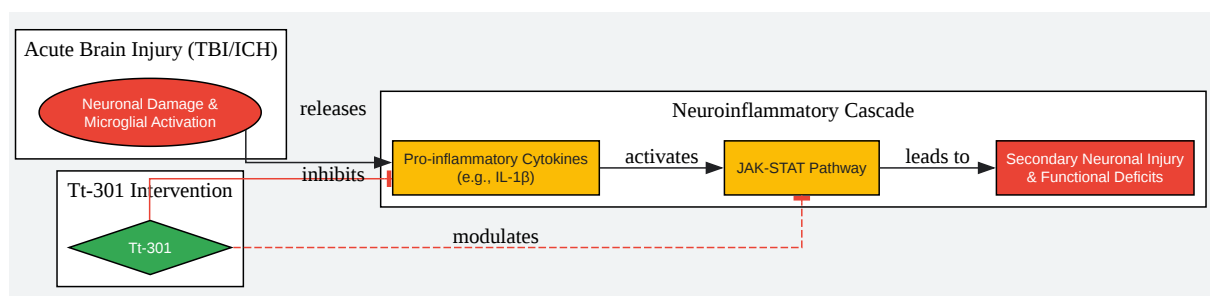 Acute Brain Injury (TBI/ICH)
Neuronal Damage &
Microglial Activation
releases
Neuroinflammatory Cascade
Pro-inflammatory Cytokines
(e.g., IL-1β)
activates
JAK-STAT Pathway
leads to
Secondary Neuronal Injury
& Functional Deficits
inhibits
Tt-301 Intervention
Tt-301
modulates